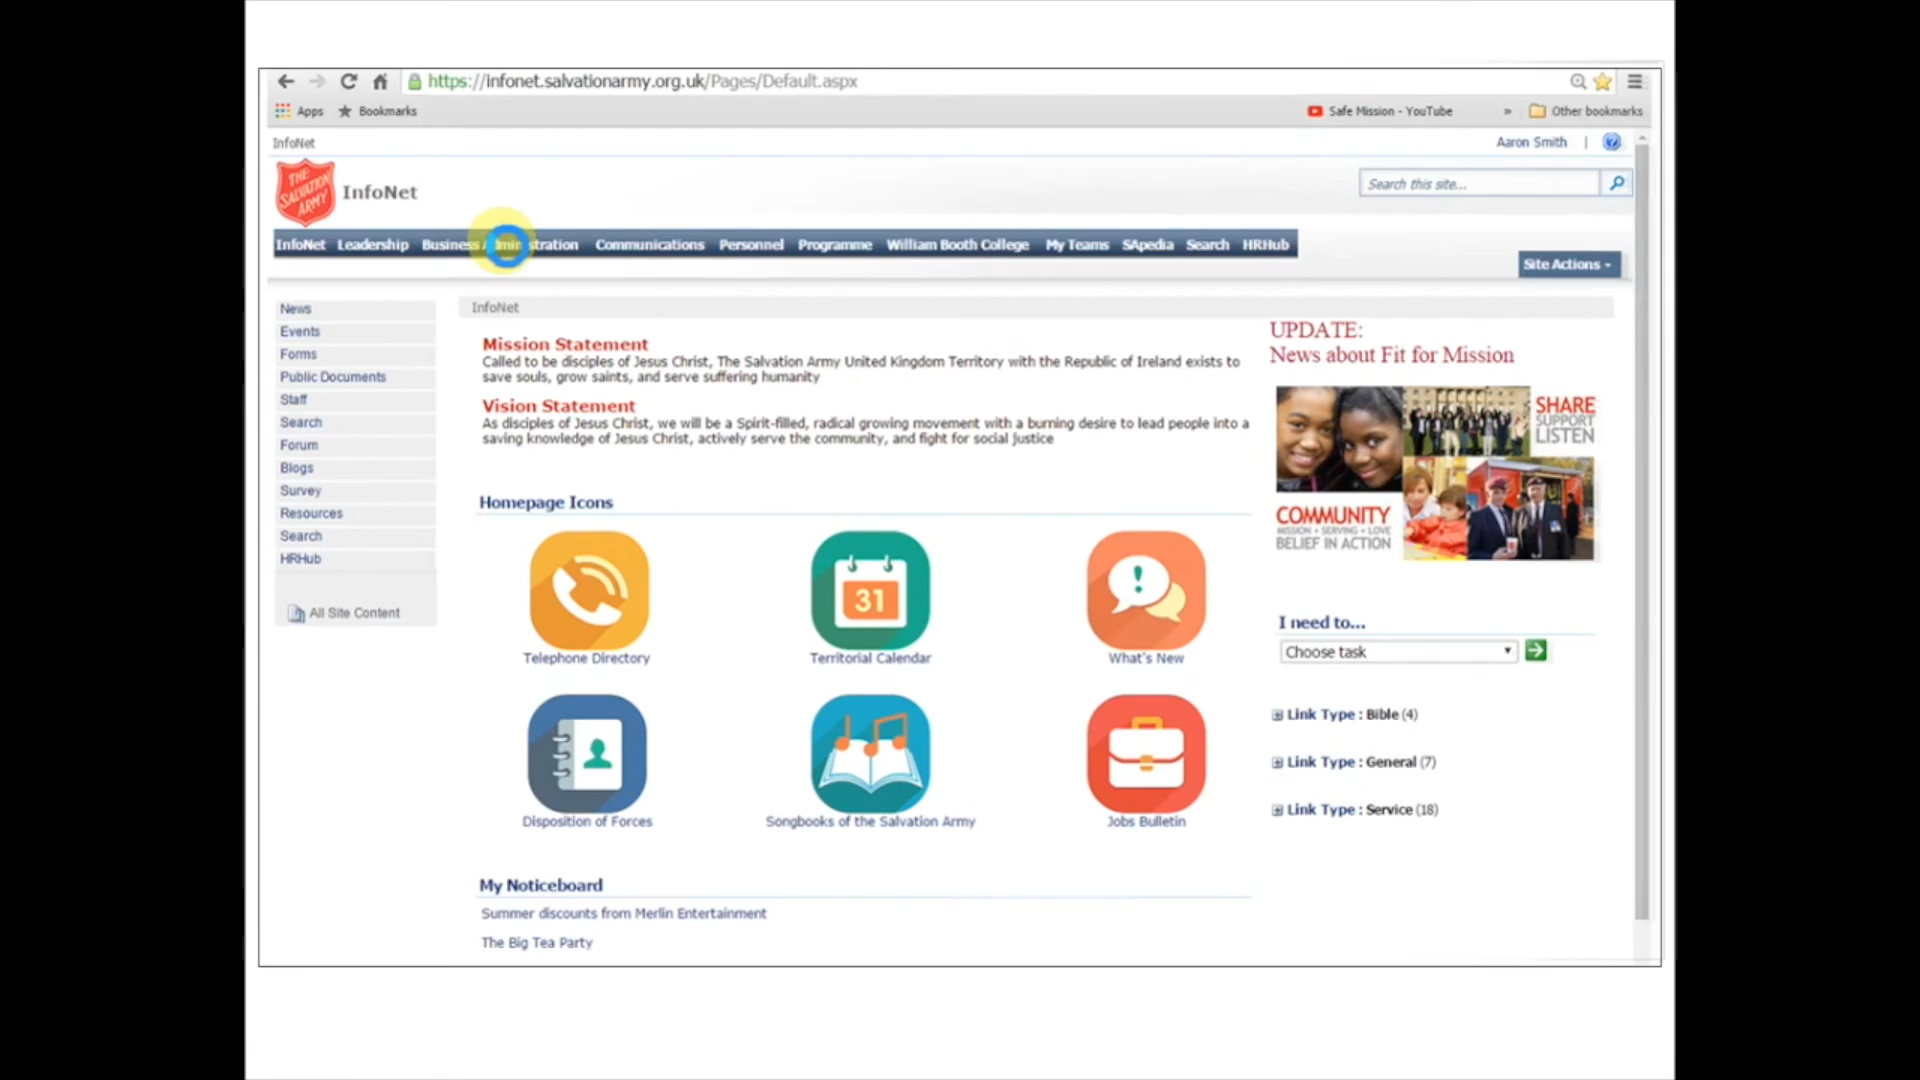 https://infonet.salvationarmy.org.uk/Pages/Default.aspx
Apps Bookmarks Safe Mission - YouTube » Other bookmarks
InfoNet Aaron Smith |
THE SALVATION ARMY
InfoNet
Search this site...
InfoNet Leadership Business Administration Communications Personnel Programme William Booth College My Teams SApedia Search HRHub
Site Actions
News
Events
Forms
Public Documents
Staff
Search
Forum
Blogs
Survey
Resources
Search
HRHub
All Site Content
InfoNet
Mission Statement
Called to be disciples of Jesus Christ, The Salvation Army United Kingdom Territory with the Republic of Ireland exists to
save souls, grow saints, and serve suffering humanity
Vision Statement
As disciples of Jesus Christ, we will be a Spirit-filled, radical growing movement with a burning desire to lead people into a
saving knowledge of Jesus Christ, actively serve the community, and fight for social justice
Homepage Icons
Telephone Directory
31
Territorial Calendar
!
What's New
Disposition of Forces
Songbooks of the Salvation Army
Jobs Bulletin
My Noticeboard
Summer discounts from Merlin Entertainment
The Big Tea Party
UPDATE:
News about Fit for Mission
SHARE
SUPPORT
LISTEN
COMMUNITY
MISSION • SERVING • LOVE
BELIEF IN ACTION
I need to...
Choose task
Link Type : Bible (4)
Link Type : General (7)
Link Type : Service (18)